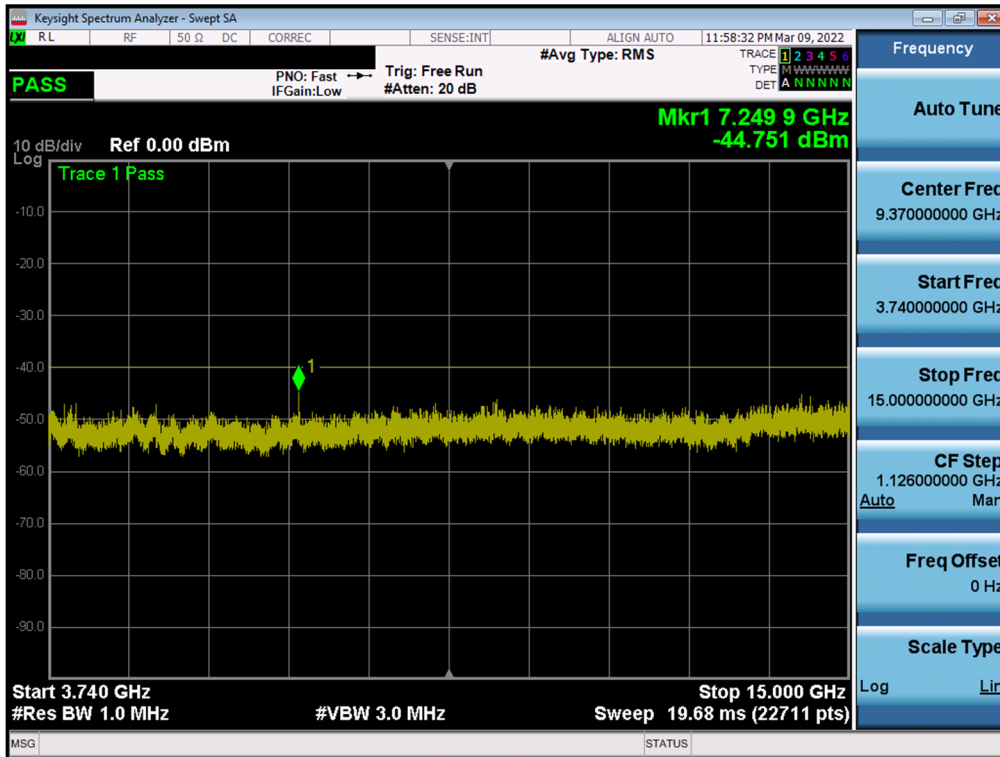 Keysight Spectrum Analyzer - Swept SA
LXI RL RF 50 Ω DC CORREC SENSE:INT ALIGN AUTO 11:58:32 PM Mar 09, 2022
Frequency
#Avg Type: RMS
TRACE 1 2 3 4 5 6
TYPE M W W W W W
DET A N N N N N
PASS
PNO: Fast
IFGain:Low
Trig: Free Run
#Atten: 20 dB
Mkr1 7.249 9 GHz
-44.751 dBm
10 dB/div
Log
Ref 0.00 dBm
Trace 1 Pass
1
-10.0
-20.0
-30.0
-40.0
-50.0
-60.0
-70.0
-80.0
-90.0
Start 3.740 GHz
Stop 15.000 GHz
#Res BW 1.0 MHz
#VBW 3.0 MHz
Sweep 19.68 ms (22711 pts)
MSG
STATUS
Auto Tune
Center Freq
9.370000000 GHz
Start Freq
3.740000000 GHz
Stop Freq
15.000000000 GHz
CF Step
1.126000000 GHz
Auto Man
Freq Offset
0 Hz
Scale Type
Log Lin